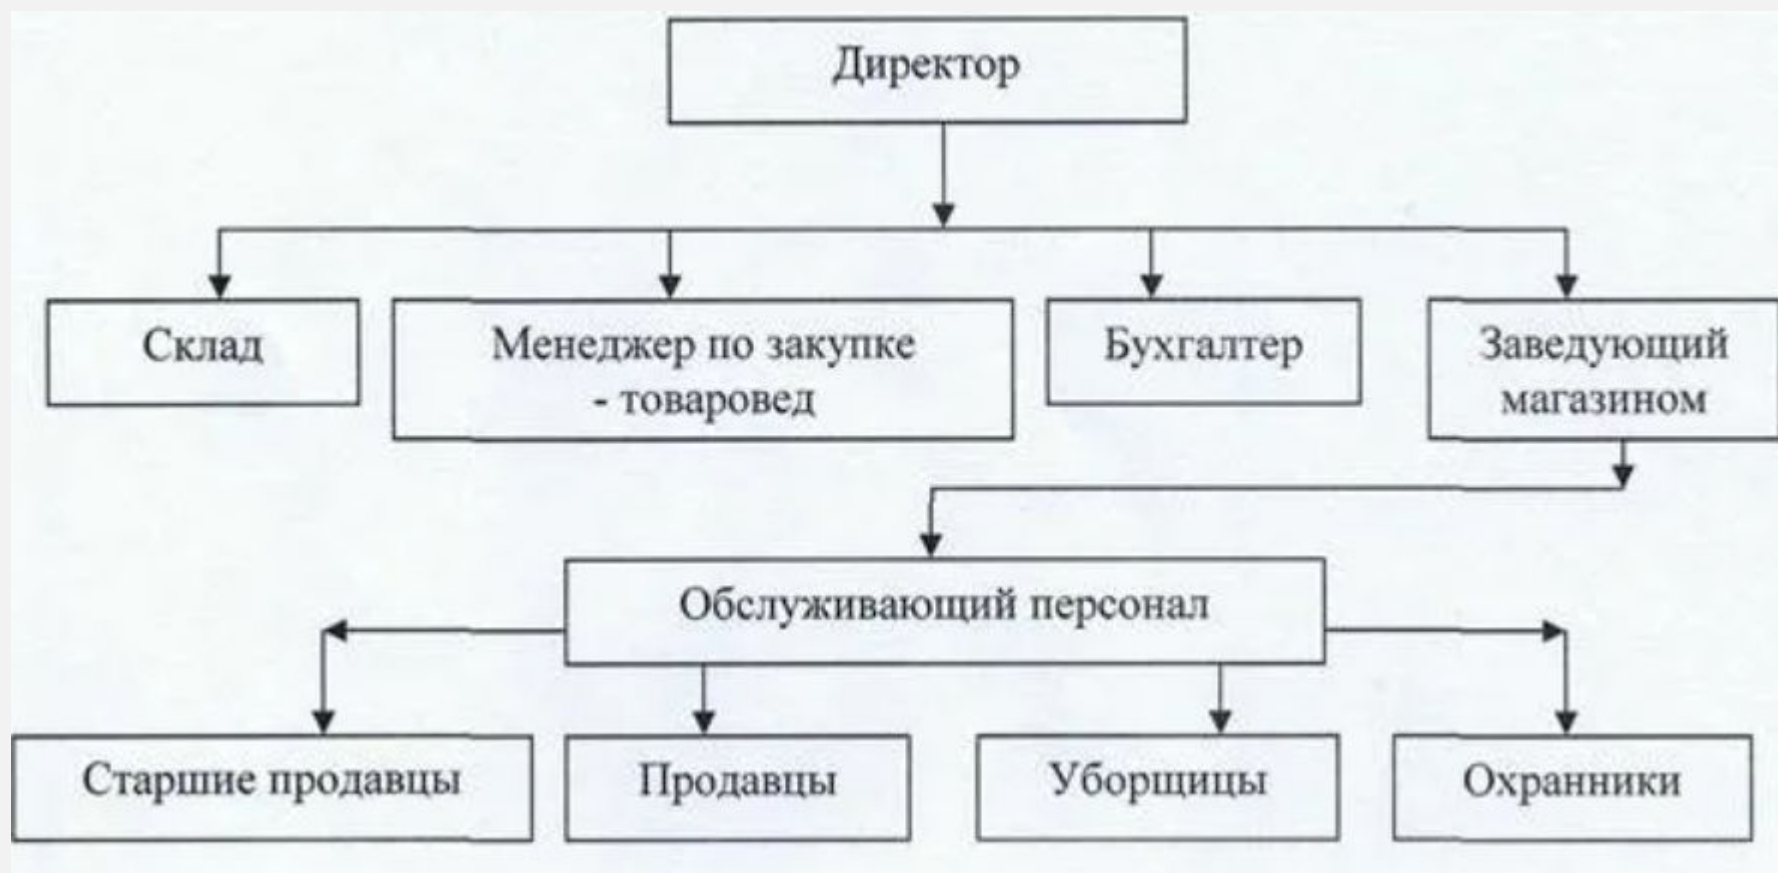 Директор
Склад
Менеджер по закупке
- товаровед
Бухгалтер
Заведующий
магазином
Обслуживающий персонал
Старшие продавцы
Продавцы
Уборщицы
Охранники